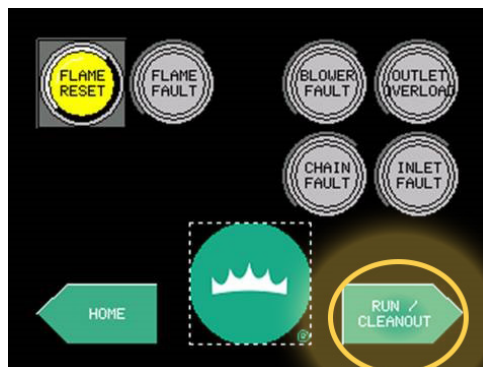 FLAME
RESET
FLAME
FAULT
BLOWER
FAULT
OUTLET
OVERLOAD
CHAIN
FAULT
INLET
FAULT
HOME
RUN /
CLEANOUT